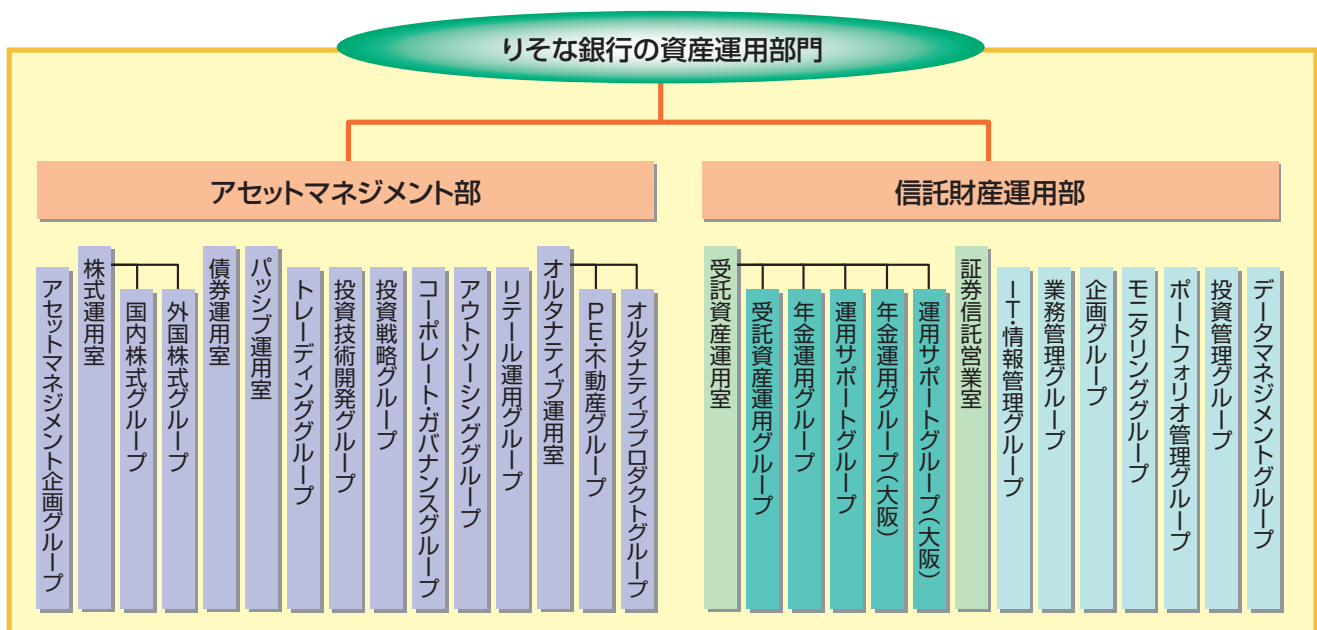 りそな銀行の資産運用部門
アセットマネジメント部
アセットマネジメント企画グループ
株式運用室
国内株式グループ
外国株式グループ
債券運用室
パッシブ運用室
トレーディンググループ
投資技術開発グループ
投資戦略グループ
コーポレート・ガバナンスグループ
アウトソーシンググループ
リテール運用グループ
オルタナティブ運用室
PE・不動産グループ
オルタナティブプロダクトグループ
信託財産運用部
受託資産運用室
受託資産運用グループ
年金運用グループ
運用サポートグループ
年金運用グループ（大阪）
運用サポートグループ（大阪）
証券信託営業室
IT・情報管理グループ
業務管理グループ
企画グループ
モニタリンググループ
ポートフォリオ管理グループ
投資管理グループ
データマネジメントグループ